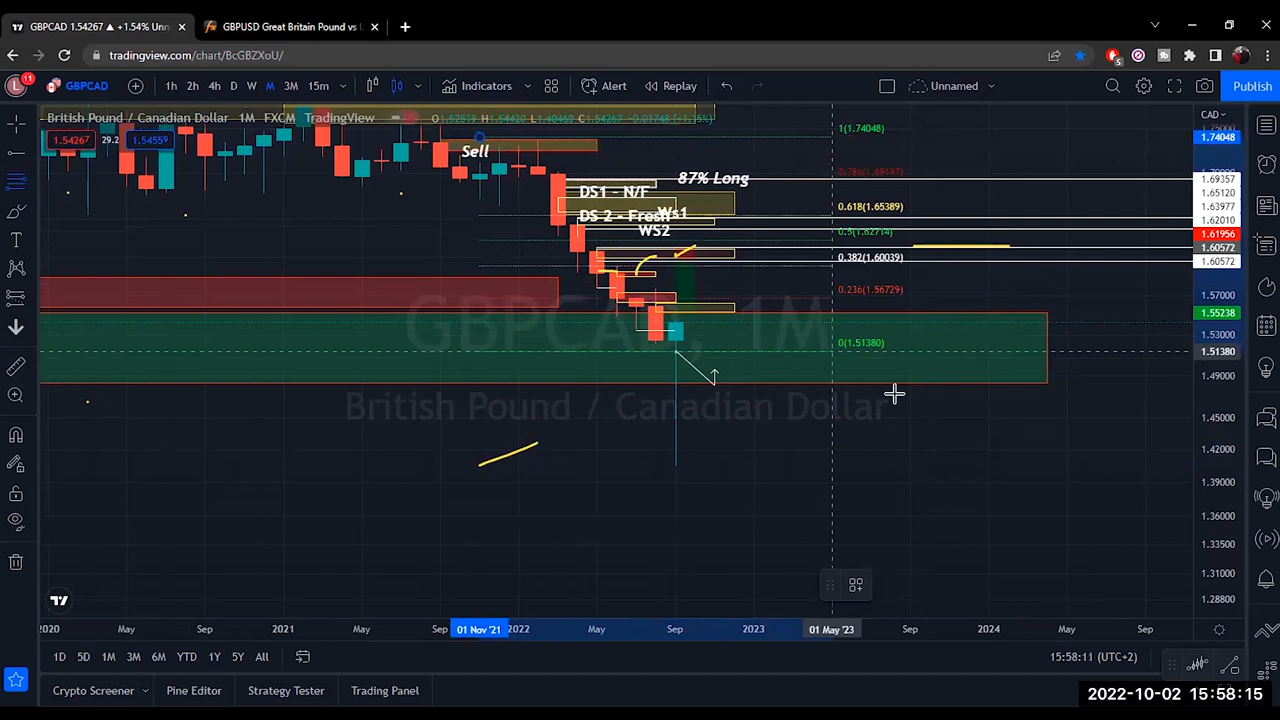 GBPCAD 1.54267 ▲ +1.54% Unn
GBPUSD Great Britain Pound vs U
tradingview.com/chart/BcGBZXoU/
L 11 GBPCAD 1h 2h 4h D W M 3M 15m Indicators Alert Replay Unnamed Publish
British Pound / Canadian Dollar 1M FXCM TradingView
1.54267 29.2 1.54559
CAD
1(1.74048)
1.74048
Sell
87% Long
1.69357
DS1 - N/F
1.65120
0.618(1.65389)
1.63977
DS 2 - Fresh
Ws1
1.62010
WS2
0.5(1.62714)
1.61956
1.60572
0.382(1.60039)
1.60572
0.236(1.56729)
1.57000
1.55238
GBPCAD, 1M
1.53000
0(1.51380)
1.51380
1.49000
British Pound / Canadian Dollar
1.45000
1.42000
1.39000
1.36000
1.33500
1.31000
1.28800
2020 May Sep 2021 May Sep 01 Nov '21 2022 May Sep 2023 01 May '23 Sep 2024 May Sep
1D 5D 1M 3M 6M YTD 1Y 5Y All 15:58:11 (UTC+2)
Crypto Screener Pine Editor Strategy Tester Trading Panel
2022-10-02 15:58:15